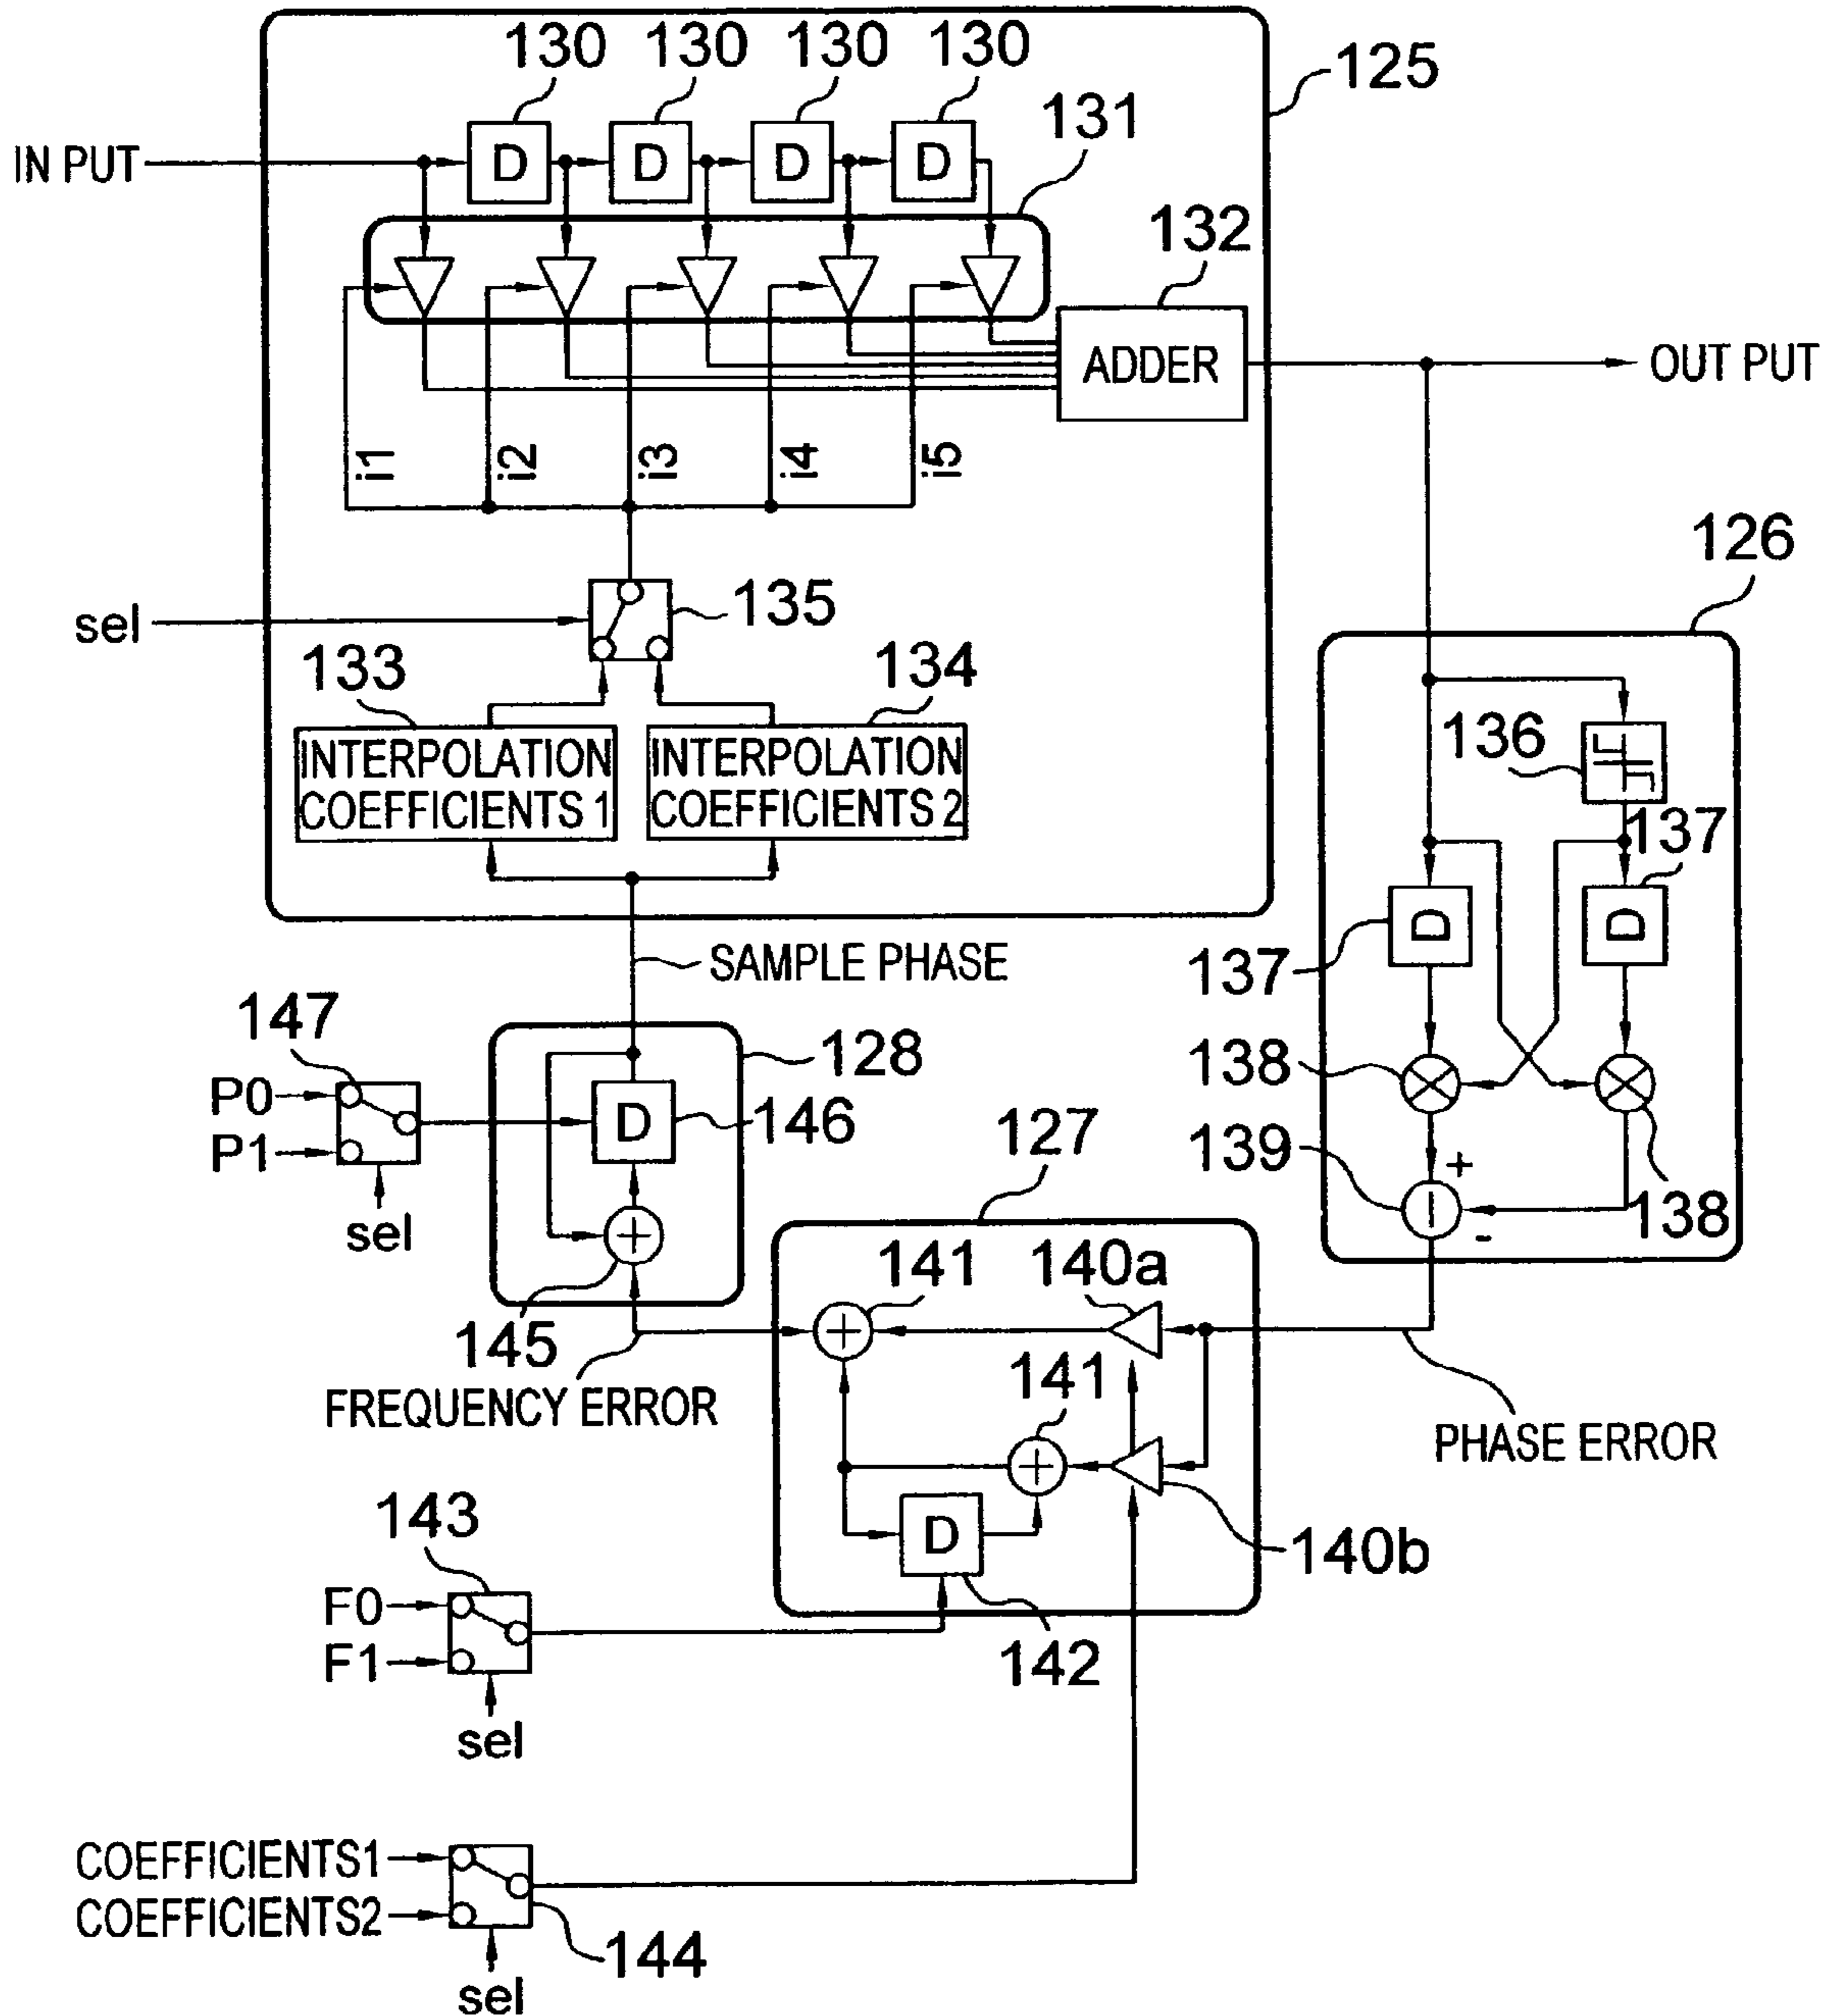 130 130 130 130
125
131
IN PUT
D D D D
132
ADDER
OUT PUT
i1 i2 i3 i4 i5
126
135
sel
133 134
INTERPOLATION COEFFICIENTS 1
INTERPOLATION COEFFICIENTS 2
136
137
D D
137
SAMPLE PHASE
147
128
138
P0
D
146
P1
127
139
+
sel
+
-
138
141 140a
145
+
141
FREQUENCY ERROR
PHASE ERROR
+
143
D
140b
F0
F1
142
sel
COEFFICIENTS1
COEFFICIENTS2
144
sel